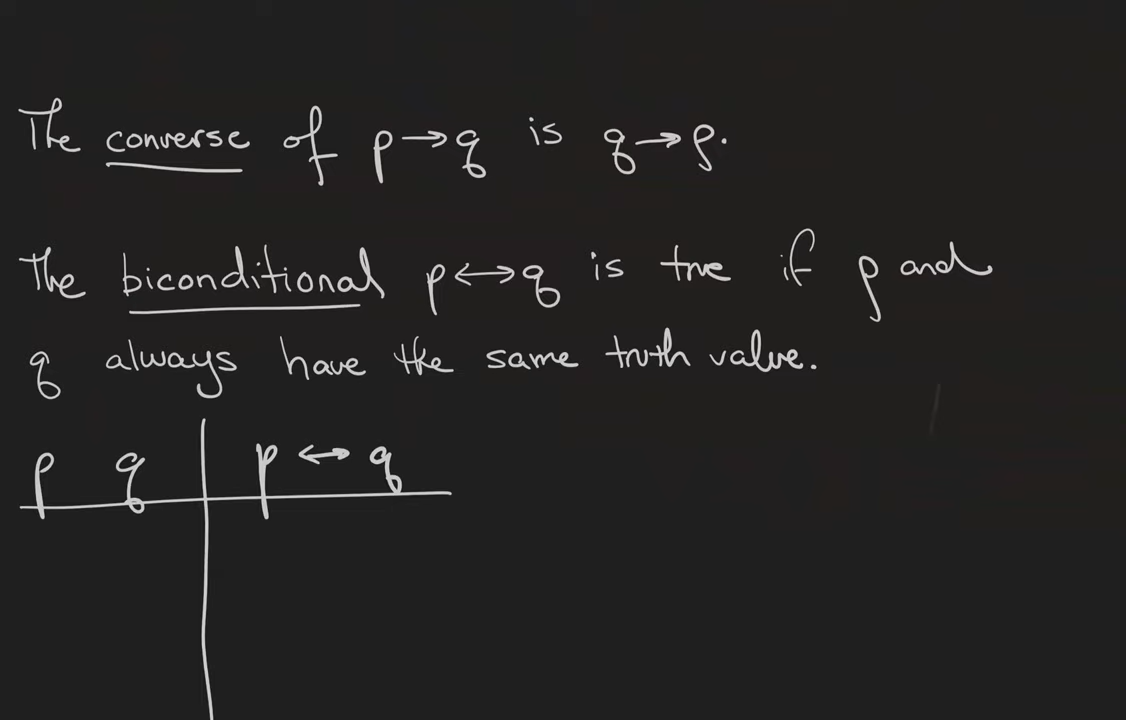 The converse of p→q is q→p.
The biconditional p↔q is true if p and
q always have the same truth value.
p q p ↔ q